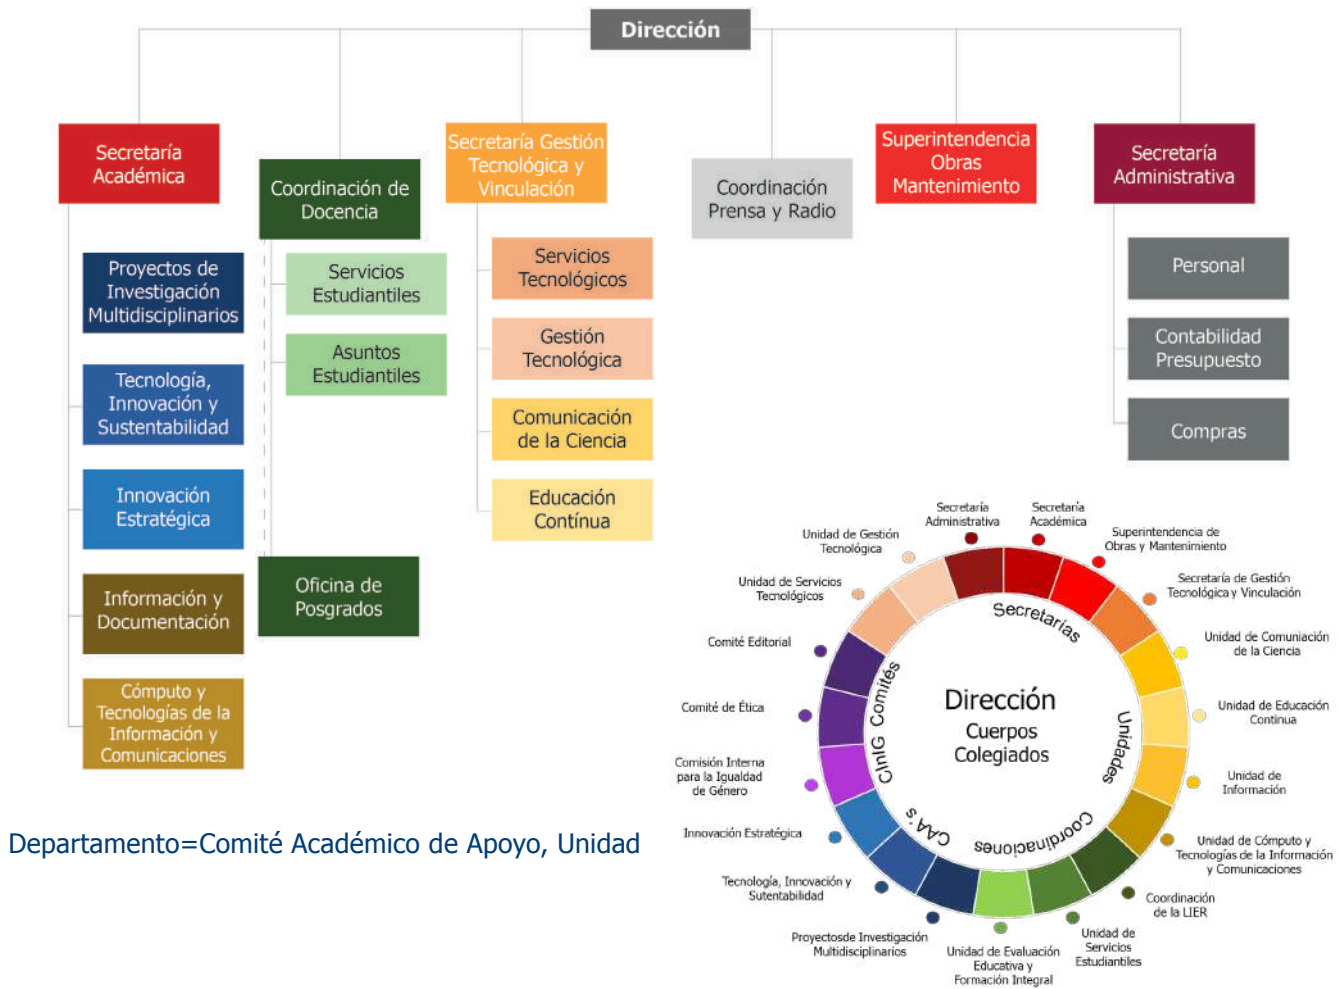 Dirección
Secretaría
Académica
Coordinación de
Docencia
Secretaría Gestión
Tecnológica y
Vinculación
Coordinación
Prensa y Radio
Superintendencia
Obras
Mantenimiento
Secretaría
Administrativa
Proyectos de
Investigación
Multidisciplinarios
Tecnología,
Innovación y
Sustentabilidad
Innovación
Estratégica
Información y
Documentación
Cómputo y
Tecnologías de la
Información y
Comunicaciones
Servicios
Estudiantiles
Asuntos
Estudiantiles
Oficina de
Posgrados
Servicios
Tecnológicos
Gestión
Tecnológica
Comunicación
de la Ciencia
Educación
Contínua
Personal
Contabilidad
Presupuesto
Compras
Departamento=Comité Académico de Apoyo, Unidad
Secretaría
Administrativa
Secretaría
Académica
Superintendencia de
Obras y Mantenimiento
Secretaría de Gestión
Tecnológica y Vinculación
Unidad de Comuniación
de la Ciencia
Unidad de Educación
Continua
Unidad de
Información
Unidad de Cómputo y
Tecnologías de la Información
y Comunicaciones
Coordinación
de la LIER
Unidad de
Servicios
Estudiantiles
Unidad de Evaluación
Educativa y
Formación Integral
Proyectosde Investigación
Multidisciplinarios
Tecnología, Innovación y
Sutentabilidad
Innovación Estratégica
Comisión Interna
para la Igualdad
de Género
Comité de Ética
Comité Editorial
Unidad de Servicios
Tecnológicos
Unidad de Gestión
Tecnológica
Secretarías
Unidades
Coordinaciones
CAA's
CInIG
Comités
Dirección
Cuerpos
Colegiados